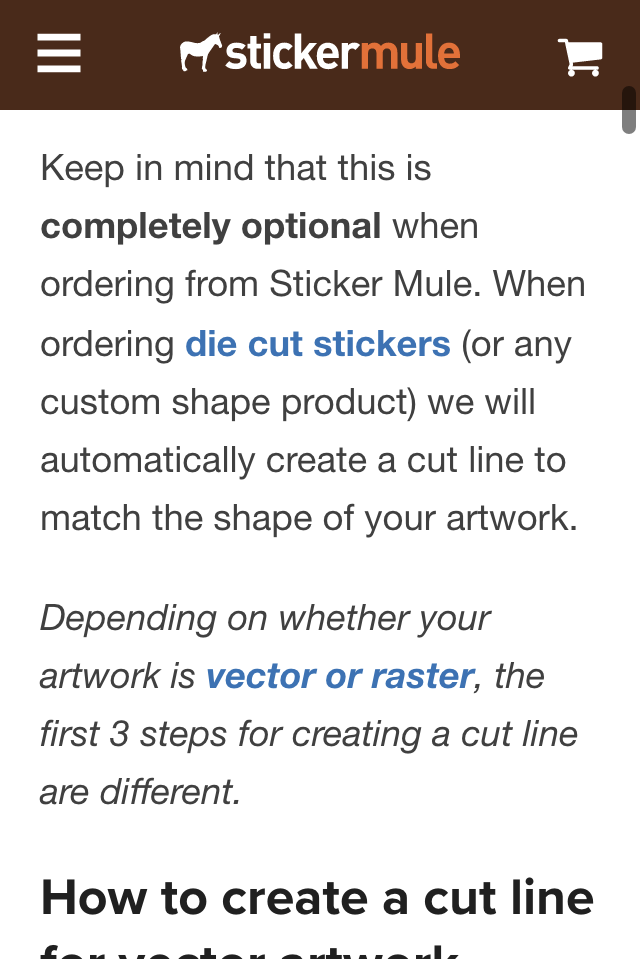 stickermule
Keep in mind that this is
completely optional when
ordering from Sticker Mule. When
ordering die cut stickers (or any
custom shape product) we will
automatically create a cut line to
match the shape of your artwork.
Depending on whether your
artwork is vector or raster, the
first 3 steps for creating a cut line
are different.
How to create a cut line
for vector artwork